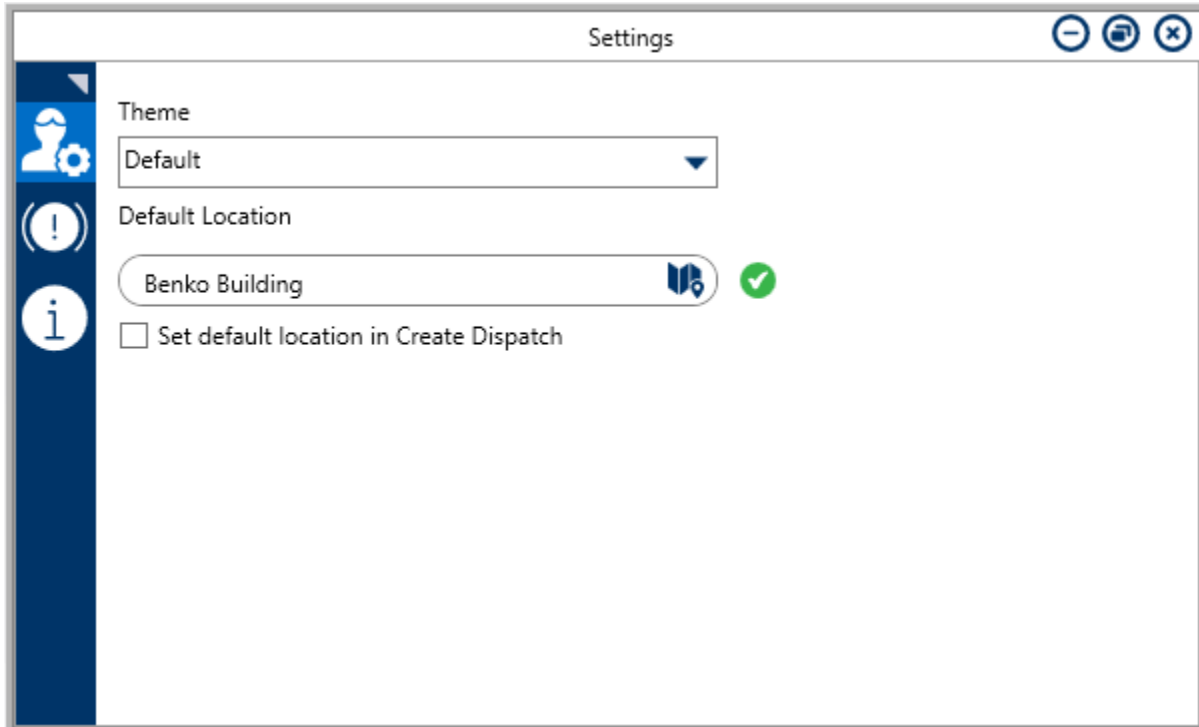 Settings
Theme
Default
Default Location
Benko Building
Set default location in Create Dispatch